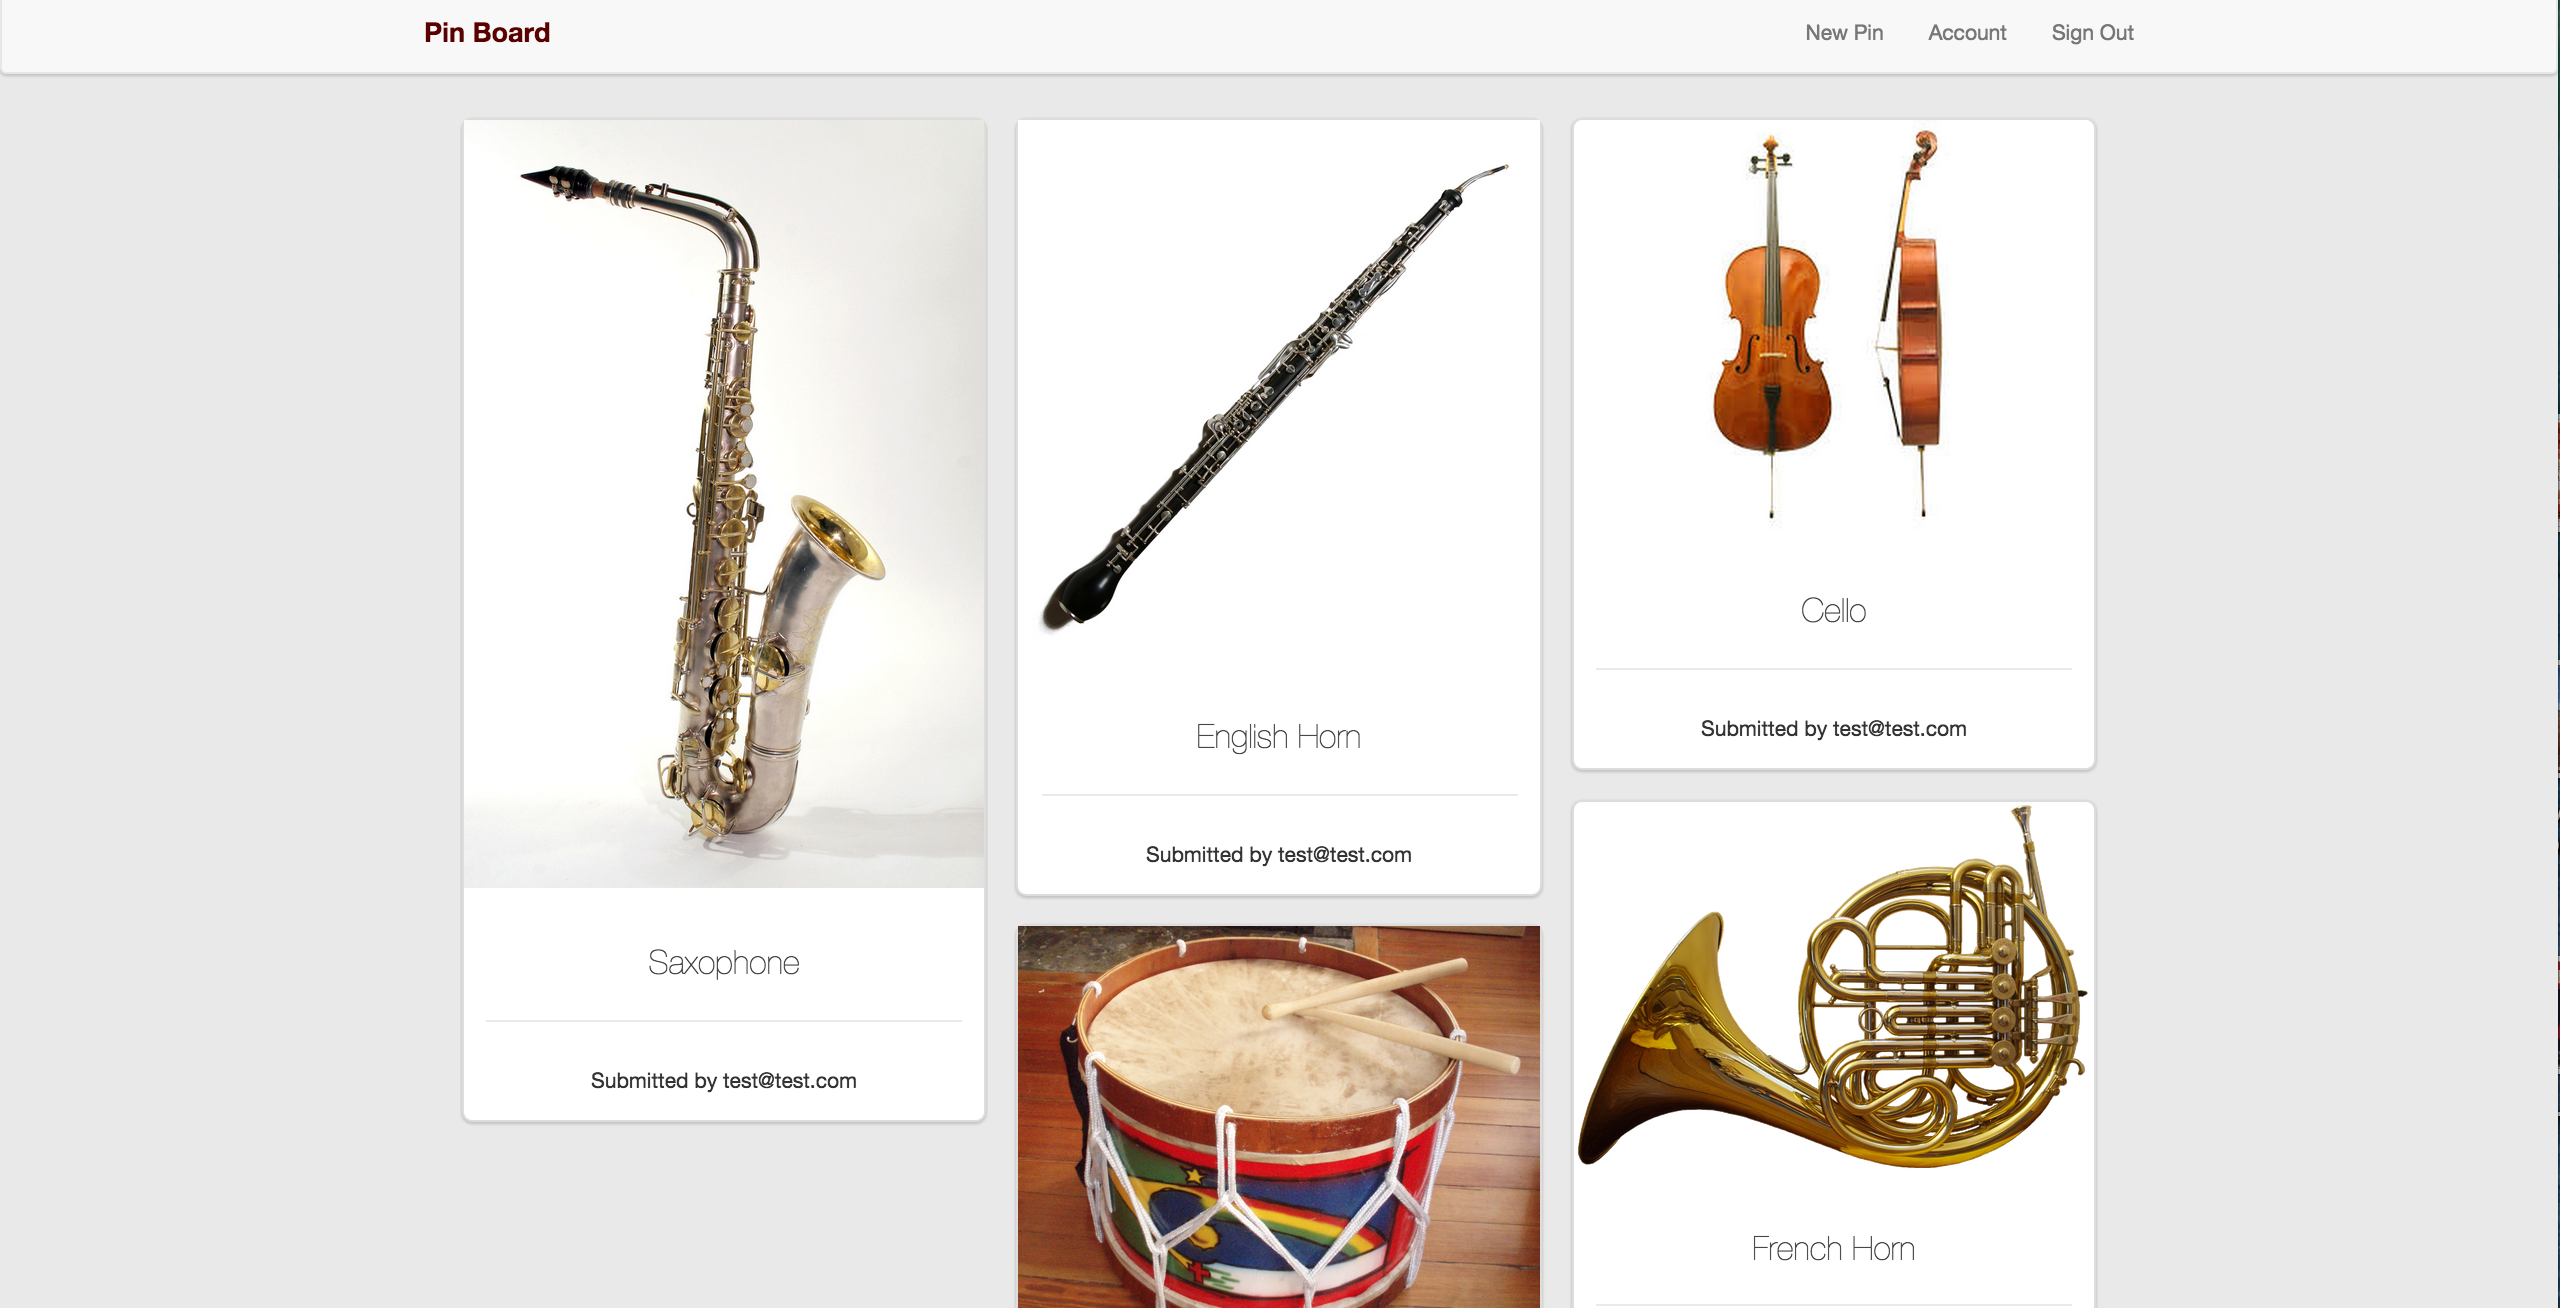 Pin Board
New Pin
Account
Sign Out
Saxophone
Submitted by test@test.com
English Horn
Submitted by test@test.com
Cello
Submitted by test@test.com
French Horn